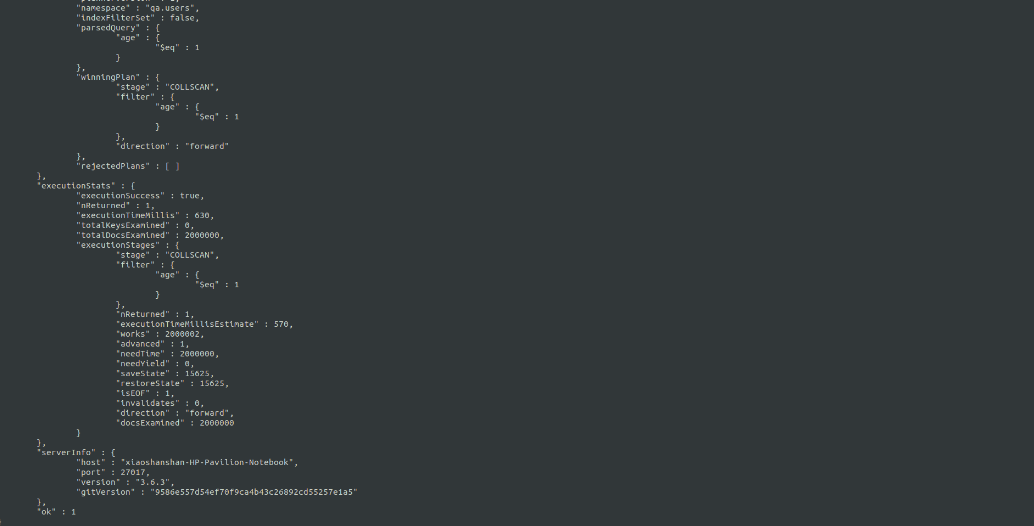 "namespace" : "qa.users",
"indexFilterSet" : false,
"parsedQuery" : {
"age" : {
"$eq" : 1
}
},
"winningPlan" : {
"stage" : "COLLSCAN",
"filter" : {
"age" : {
"$eq" : 1
}
},
"direction" : "forward"
},
"rejectedPlans" : [ ]
},
"executionStats" : {
"executionSuccess" : true,
"nReturned" : 1,
"executionTimeMillis" : 630,
"totalKeysExamined" : 0,
"totalDocsExamined" : 2000000,
"executionStages" : {
"stage" : "COLLSCAN",
"filter" : {
"age" : {
"$eq" : 1
}
},
"nReturned" : 1,
"executionTimeMillisEstimate" : 570,
"works" : 2000002,
"advanced" : 1,
"needTime" : 2000000,
"needYield" : 0,
"saveState" : 15625,
"restoreState" : 15625,
"isEOF" : 1,
"invalidates" : 0,
"direction" : "forward",
"docsExamined" : 2000000
}
},
"serverInfo" : {
"host" : "xiaoshanshan-HP-Pavilion-Notebook",
"port" : 27017,
"version" : "3.6.3",
"gitVersion" : "9586e557d54ef70f9ca4b43c26892cd55257e1a5"
},
"ok" : 1